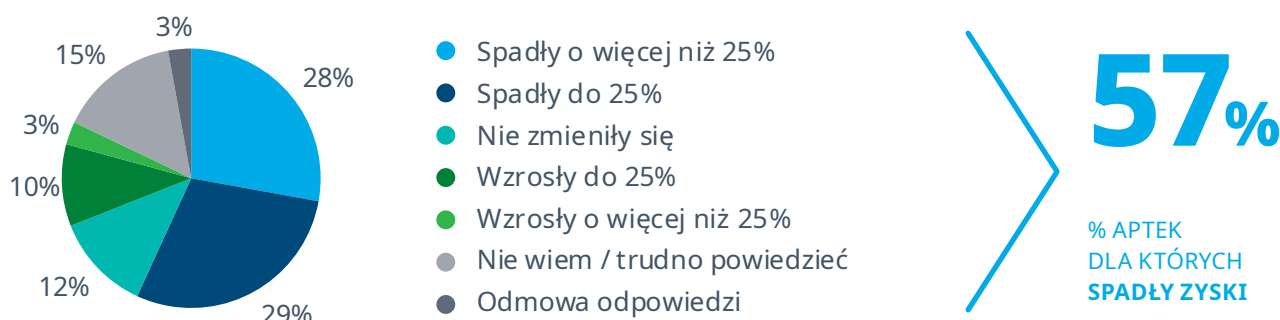 3%
15%
28%
3%
10%
12%
29%
Spadły o więcej niż 25%
Spadły do 25%
Nie zmieniły się
Wzrosły do 25%
Wzrosły o więcej niż 25%
Nie wiem / trudno powiedzieć
Odmowa odpowiedzi
57%
% APTEK
DLA KTÓRYCH
SPADŁY ZYSKI